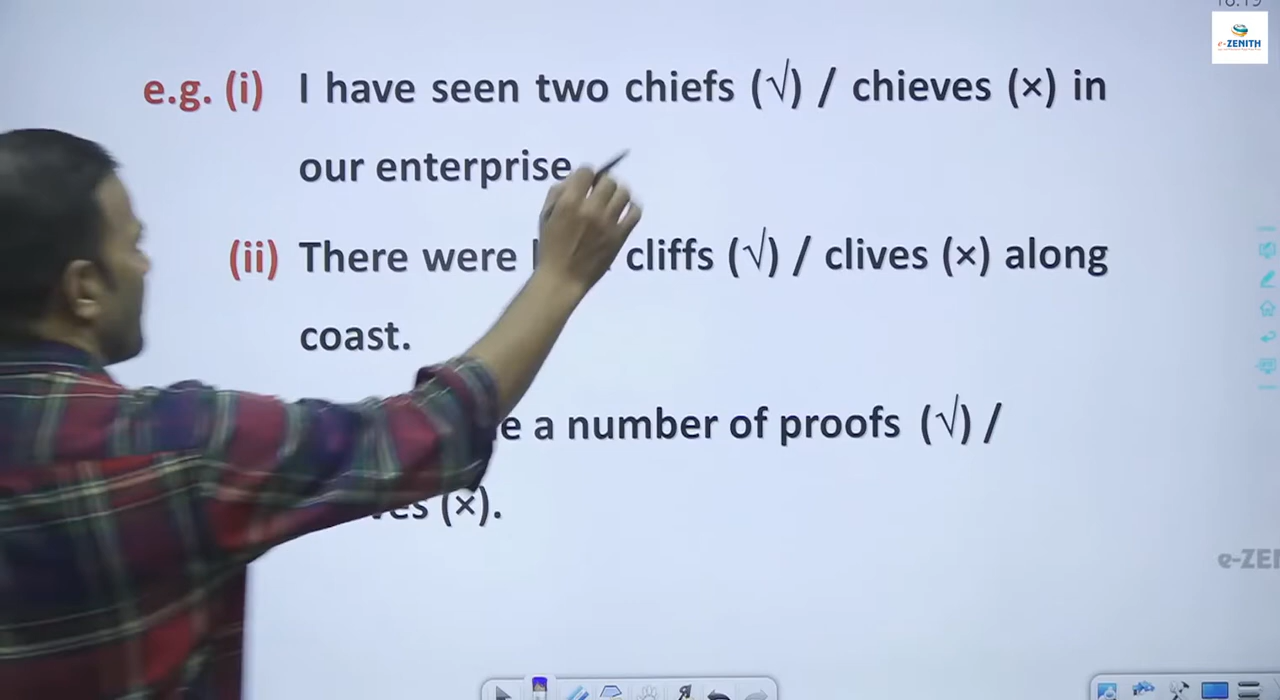 e-ZENITH
e.g. (i) I have seen two chiefs (√) / chieves (×) in
our enterprise
(ii) There were cliffs (√) / clives (×) along
coast.
a number of proofs (√) /
(×).